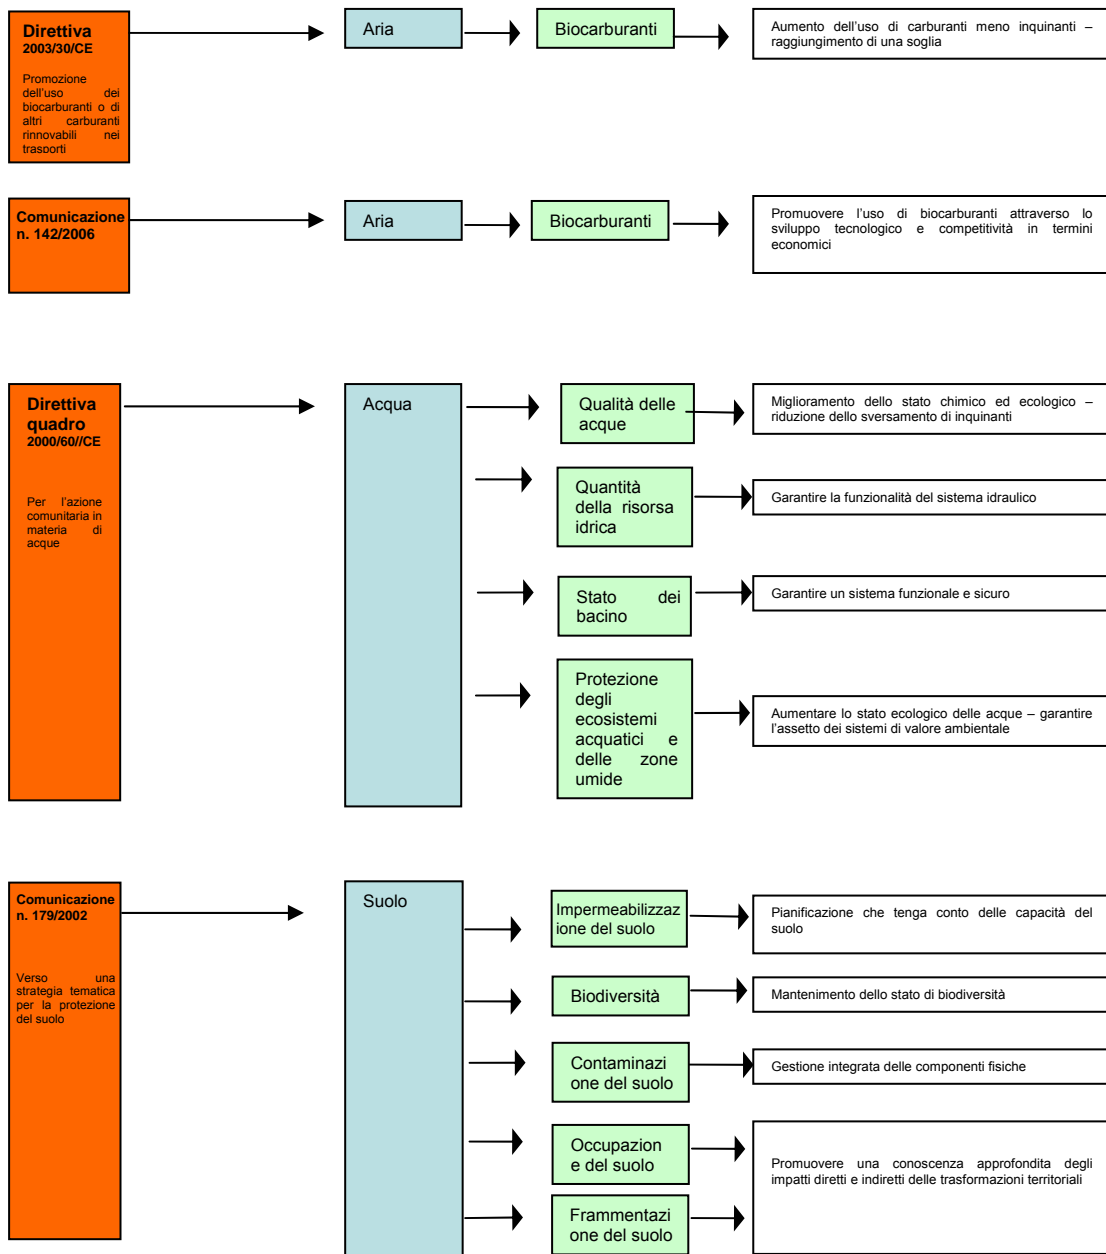 Direttiva
2003/30/CE
Promozione
dell'uso dei
biocarburanti o di
altri carburanti
rinnovabili nei
trasporti
Aria
Biocarburanti
Aumento dell'uso di carburanti meno inquinanti –
raggiungimento di una soglia
Comunicazione
n. 142/2006
Aria
Biocarburanti
Promuovere l'uso di biocarburanti attraverso lo
sviluppo tecnologico e competitività in termini
economici
Direttiva
quadro
2000/60//CE
Per l'azione
comunitaria in
materia di
acque
Acqua
Qualità delle
acque
Miglioramento dello stato chimico ed ecologico –
riduzione dello sversamento di inquinanti
Quantità
della risorsa
idrica
Garantire la funzionalità del sistema idraulico
Stato dei
bacino
Garantire un sistema funzionale e sicuro
Protezione
degli
ecosistemi
acquatici e
delle zone
umide
Aumentare lo stato ecologico delle acque – garantire
l'assetto dei sistemi di valore ambientale
Comunicazione
n. 179/2002
Verso una
strategia tematica
per la protezione
del suolo
Suolo
Impermeabilizzaz
ione del suolo
Pianificazione che tenga conto delle capacità del
suolo
Biodiversità
Mantenimento dello stato di biodiversità
Contaminazi
one del suolo
Gestione integrata delle componenti fisiche
Occupazion
e del suolo
Promuovere una conoscenza approfondita degli
impatti diretti e indiretti delle trasformazioni territoriali
Frammentazi
one del suolo